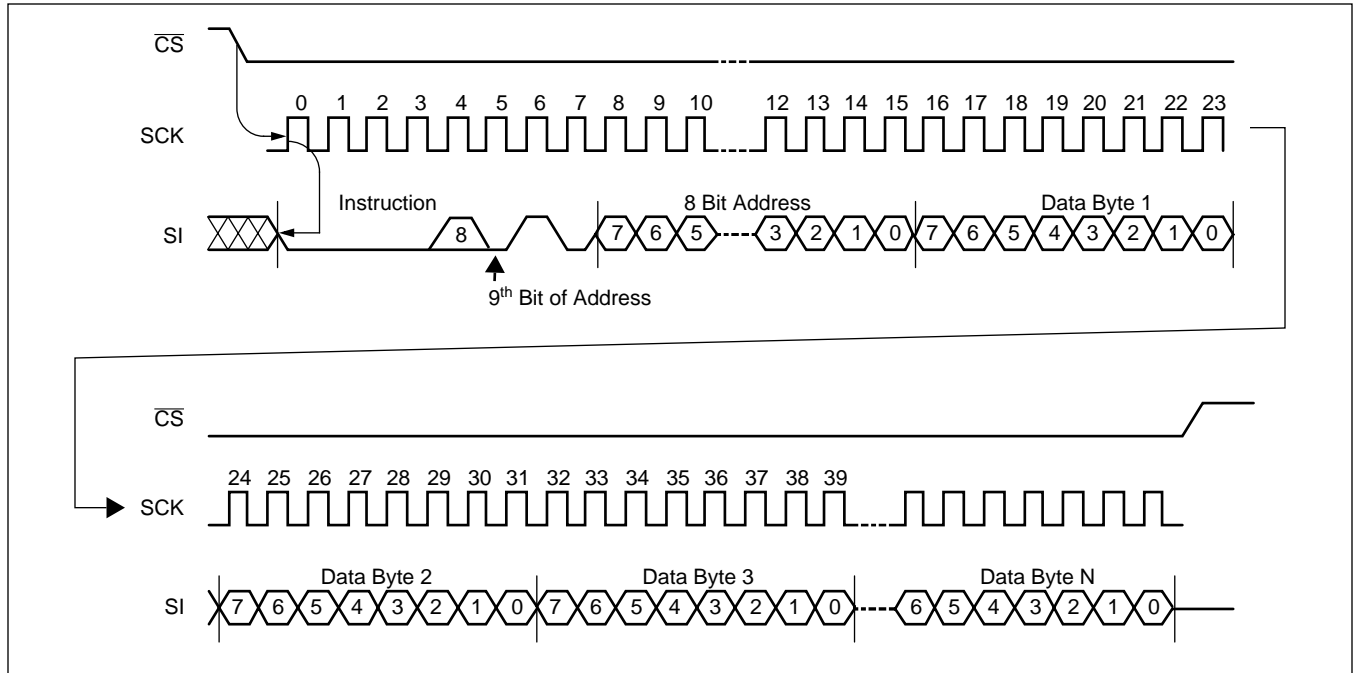 CS
0 1 2 3 4 5 6 7 8 9 10 12 13 14 15 16 17 18 19 20 21 22 23
SCK
Instruction 8 Bit Address Data Byte 1
SI 8 7 6 5 3 2 1 0 7 6 5 4 3 2 1 0
9th Bit of Address
CS
24 25 26 27 28 29 30 31 32 33 34 35 36 37 38 39
SCK
Data Byte 2 Data Byte 3 Data Byte N
SI 7 6 5 4 3 2 1 0 7 6 5 4 3 2 1 0 6 5 4 3 2 1 0